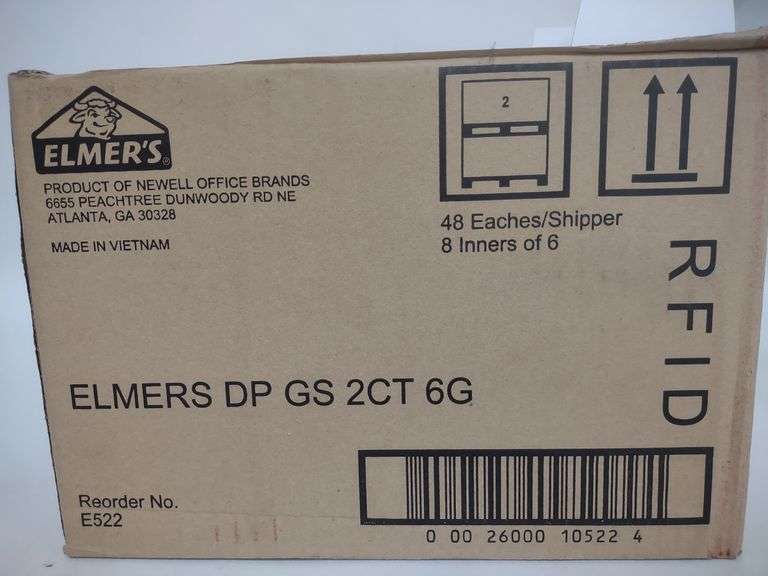 ELMER'S®
PRODUCT OF NEWELL OFFICE BRANDS
6655 PEACHTREE DUNWOODY RD NE
ATLANTA, GA 30328
MADE IN VIETNAM
2
48 Eaches/Shipper
8 Inners of 6
RFID
ELMERS DP GS 2CT 6G
Reorder No.
E522
0 00 26000 10522 4